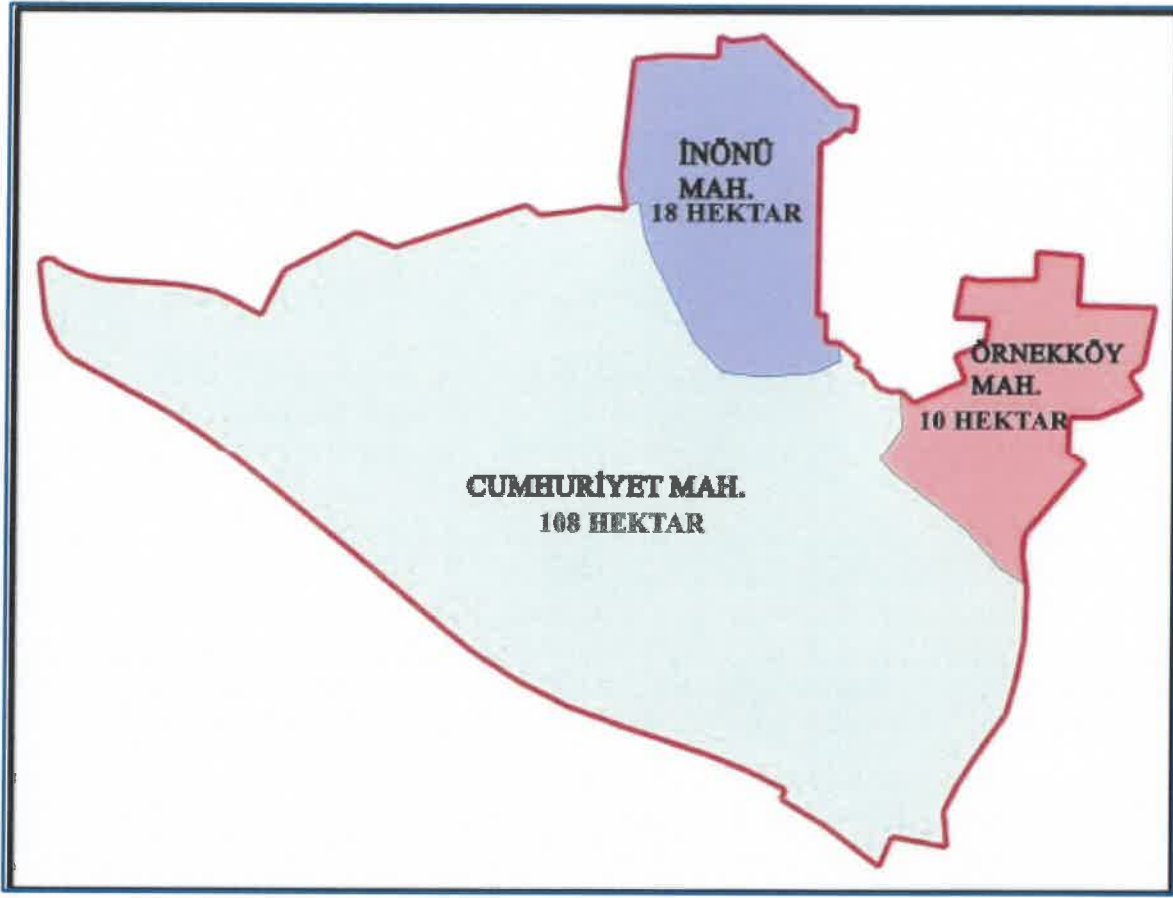 İNÖNÜ
MAH.
18 HEKTAR
ÖRNEKKÖY
MAH.
10 HEKTAR
CUMHURİYET MAH.
108 HEKTAR